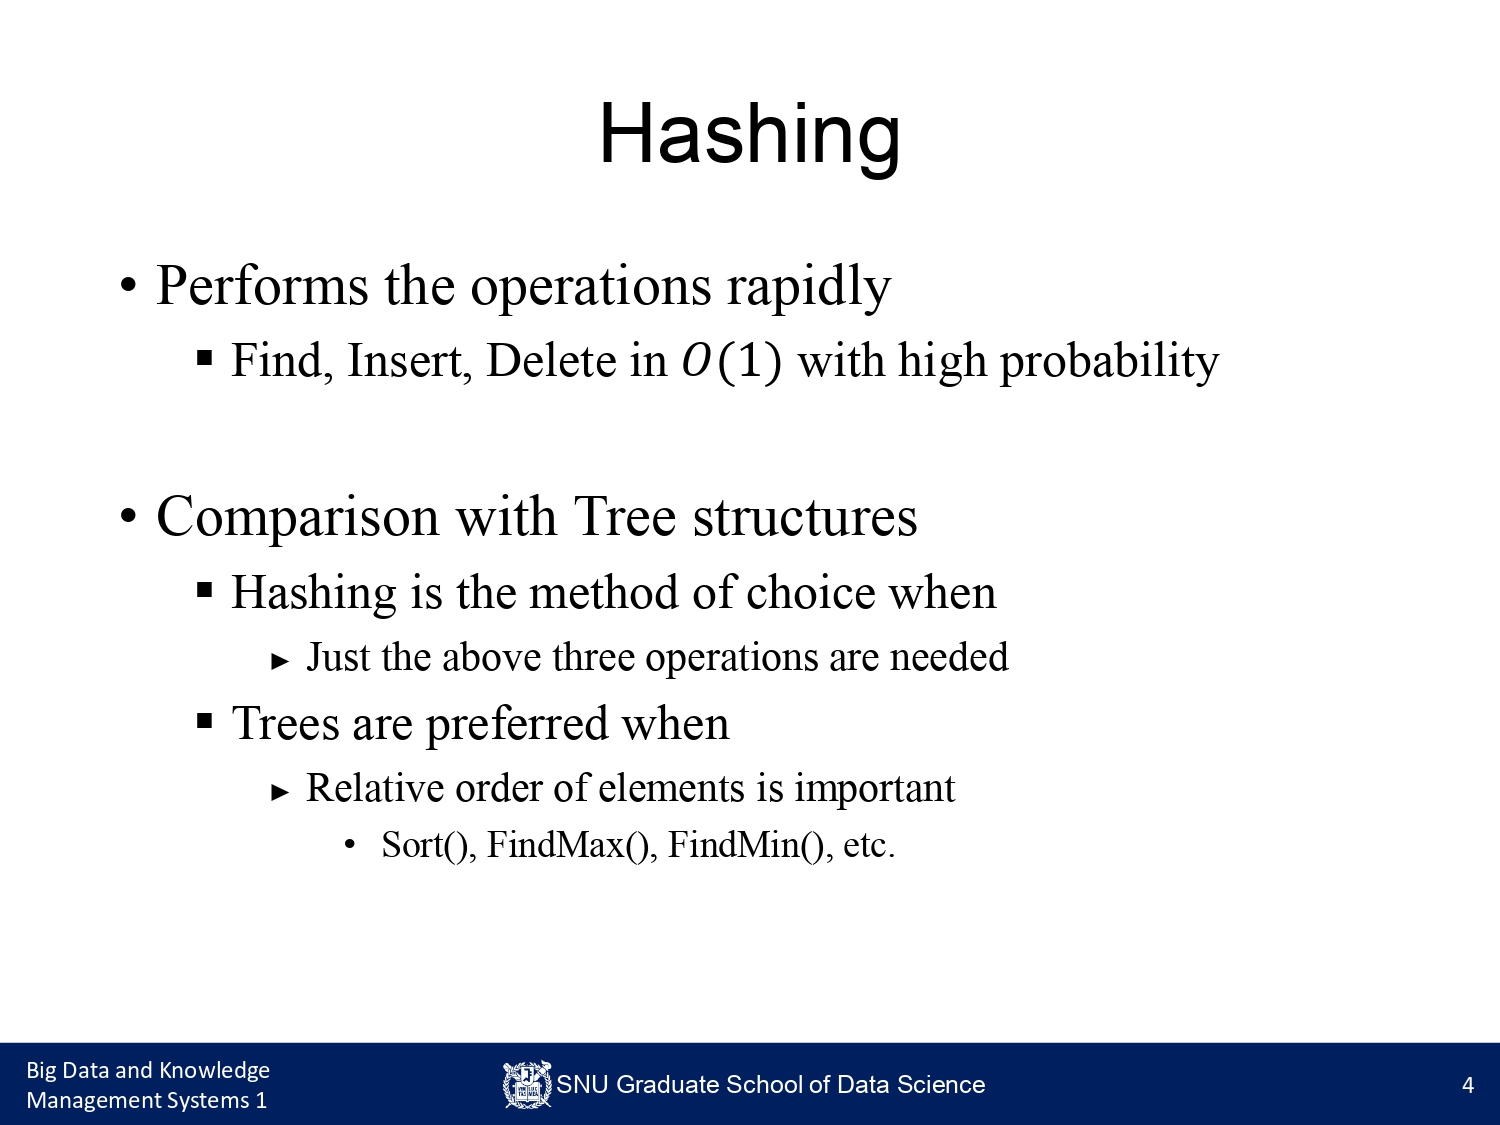 Hashing
• Performs the operations rapidly
▪ Find, Insert, Delete in O(1) with high probability
• Comparison with Tree structures
▪ Hashing is the method of choice when
► Just the above three operations are needed
▪ Trees are preferred when
► Relative order of elements is important
• Sort(), FindMax(), FindMin(), etc.
Big Data and Knowledge
Management Systems 1
SNU Graduate School of Data Science
4